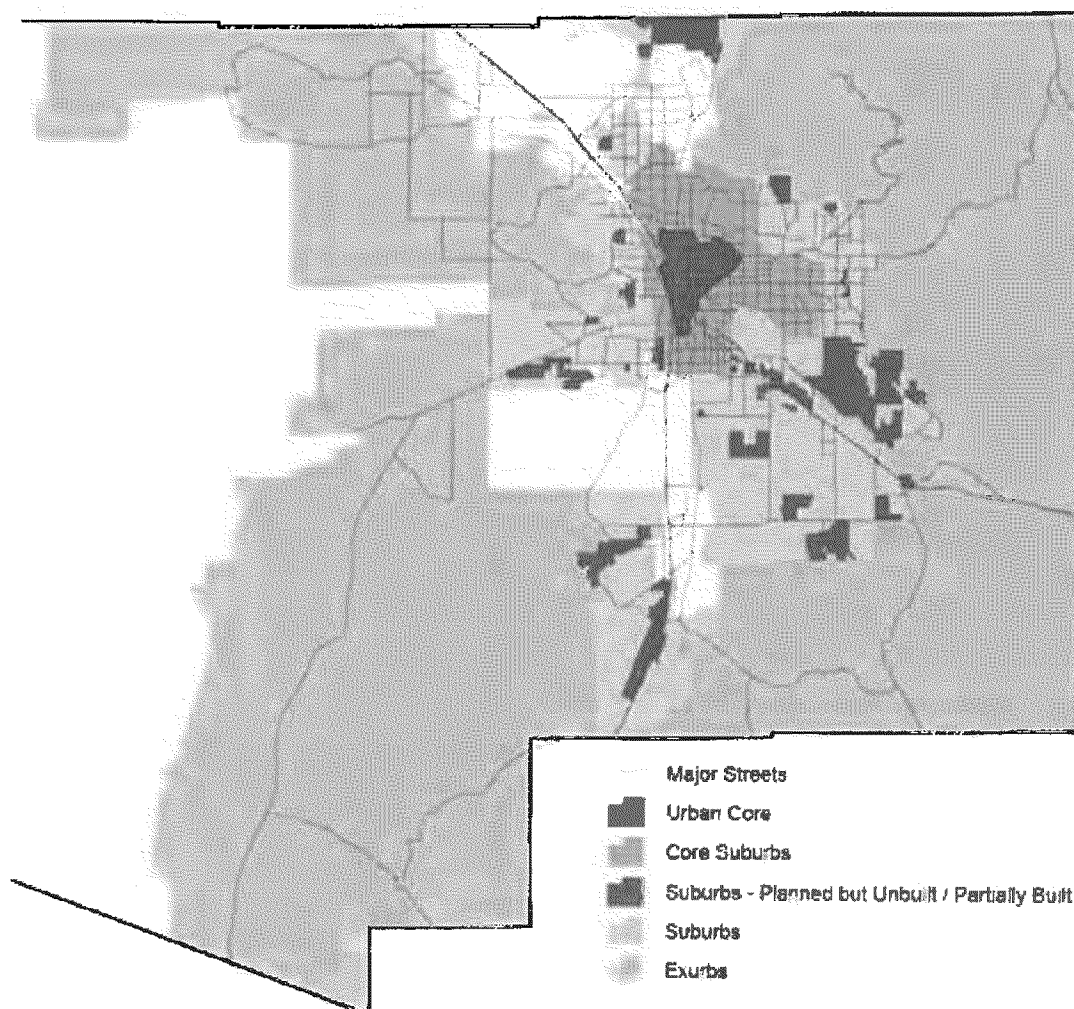 Major Streets
Urban Core
Core Suburbs
Suburbs - Planned but Unbuilt / Partially Built
Suburbs
Exurbs